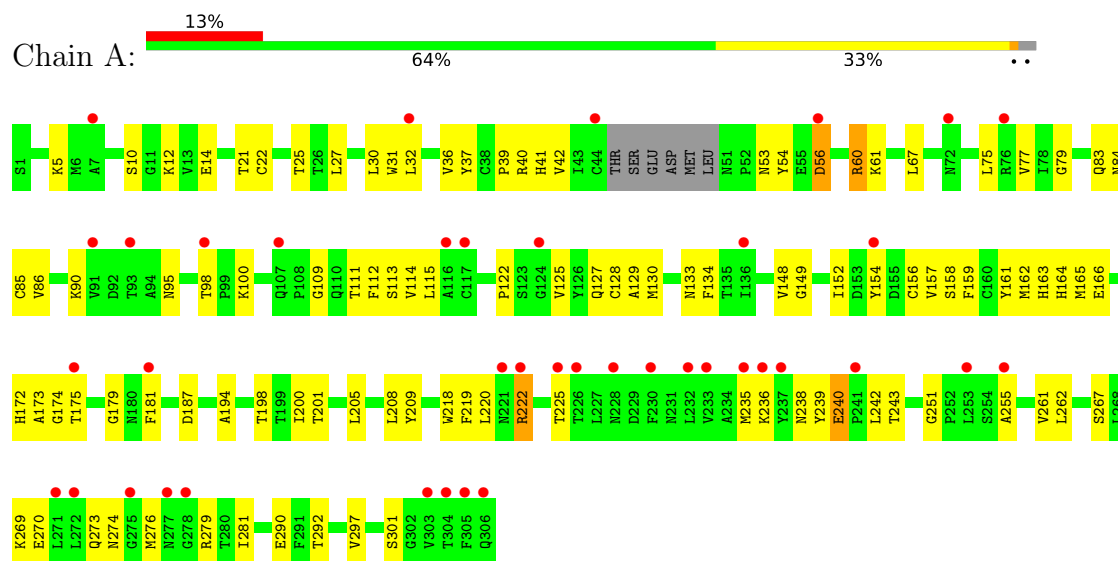 13%
Chain A:
64% 33% • •
S1 K5 M6 A7 S10 G11 K12 V13 E14 T21 C22 T25 T26 L27 L30 W31 L32 V36 Y37 C38 P39 R40 H41 V42 I43 C44 THR SER GLU ASP MET LEU N51 P52 N53 Y54 E55 D56 R60 K61 L67 N72 L75 R76 V77 I78 G79 Q83 N84
C85 V86 K90 V91 D92 T93 A94 N95 T98 P99 K100 Q107 P108 G109 Q110 T111 F112 S113 V114 L115 A116 C117 P122 S123 G124 V125 Y126 Q127 C128 A129 M130 N133 F134 T135 I136 V148 G149 I152 D153 Y154 D155 C156 V157 S158 F159 C160 Y161 M162 H163 H164 M165 E166
H172 A173 G174 T175 G179 N180 F181 D187 A194 T198 T199 I200 T201 L205 L208 Y209 W218 F219 L220 N221 R222 T225 T226 L227 N228 D229 F230 N231 L232 V233 A234 M235 K236 Y237 N238 Y239 E240 P241 L242 T243 G251 P252 L253 S254 A255 V261 L262 S267 I268
K269 E270 L271 L272 Q273 N274 G275 M276 N277 G278 R279 T280 I281 E290 F291 T292 V297 S301 G302 V303 T304 F305 Q306